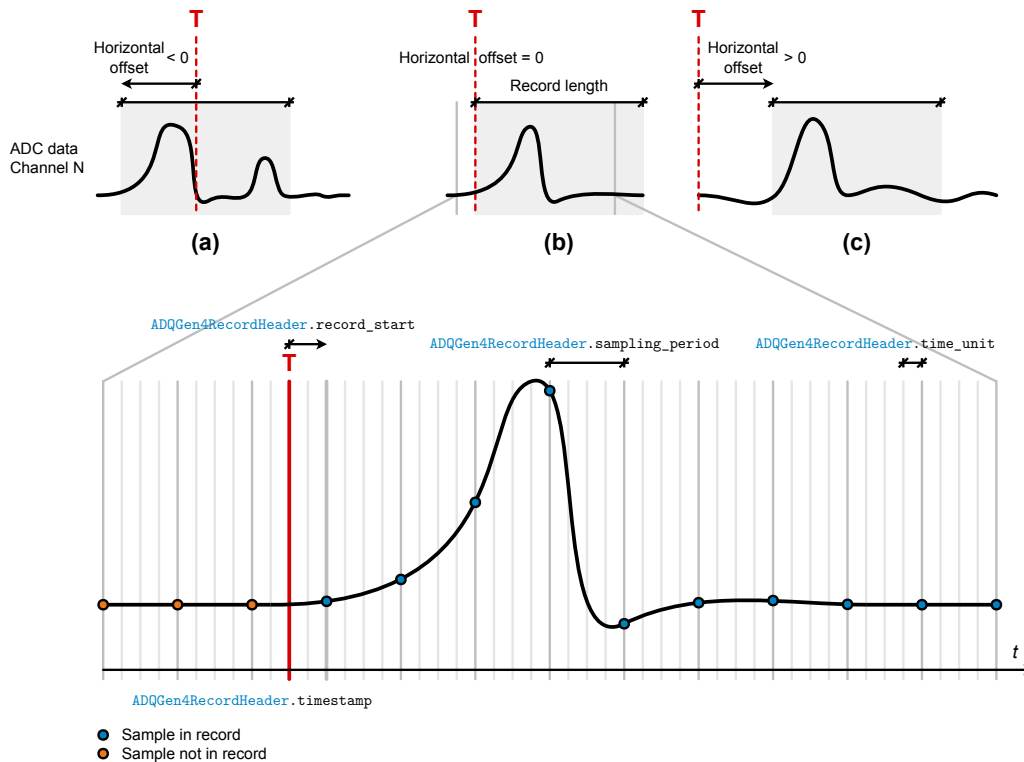 T
T
T
Horizontal
offset
< 0
Horizontal offset = 0
Horizontal
offset
> 0
Record length
ADC data
Channel N
(a)
(b)
(c)
ADQGen4RecordHeader.record_start
ADQGen4RecordHeader.sampling_period
ADQGen4RecordHeader.time_unit
T
t
ADQGen4RecordHeader.timestamp
Sample in record
Sample not in record